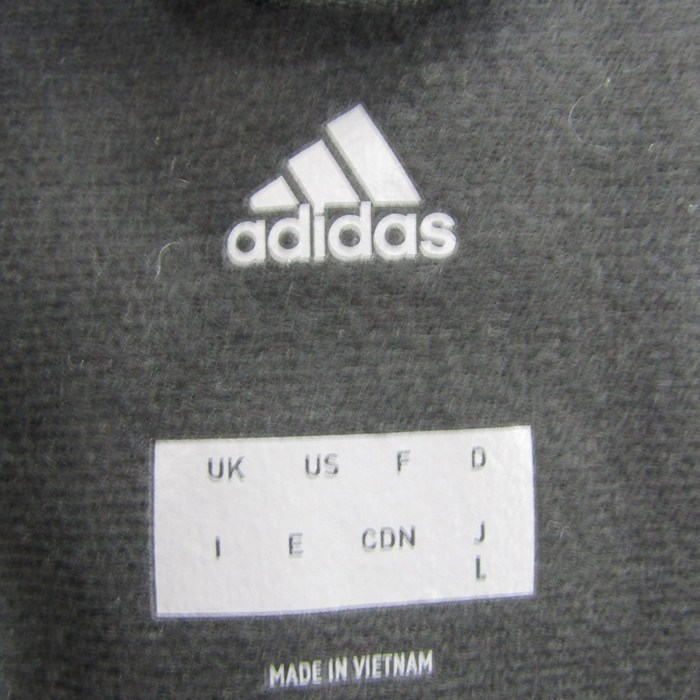 adidas
UK US F D
I E CDN J
L
MADE IN VIETNAM